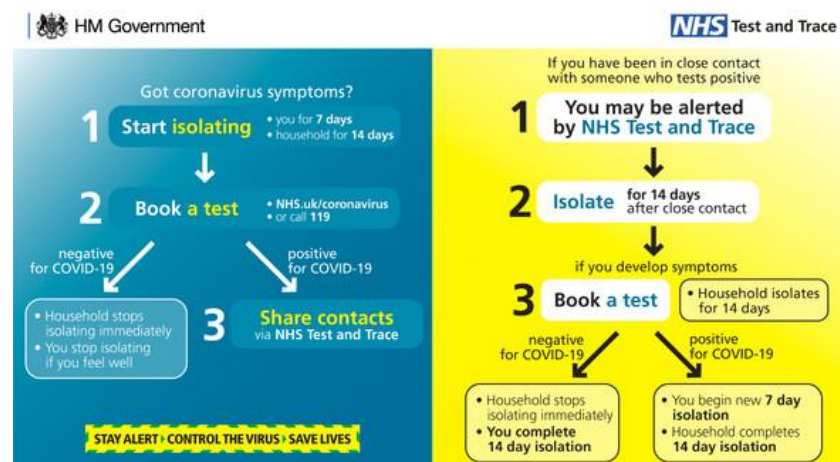 HM Government
NHS Test and Trace
Got coronavirus symptoms?
1 Start isolating
• you for 7 days
• household for 14 days
2 Book a test
• NHS.uk/coronavirus
• or call 119
negative
for COVID-19
positive
for COVID-19
• Household stops
isolating immediately
• You stop isolating
if you feel well
3 Share contacts
via NHS Test and Trace
STAY ALERT CONTROL THE VIRUS SAVE LIVES
If you have been in close contact
with someone who tests positive
1 You may be alerted
by NHS Test and Trace
2 Isolate for 14 days
after close contact
if you develop symptoms
3 Book a test
• Household isolates
for 14 days
negative
for COVID-19
positive
for COVID-19
• Household stops
isolating immediately
• You complete
14 day isolation
• You begin new 7 day
isolation
• Household completes
14 day isolation